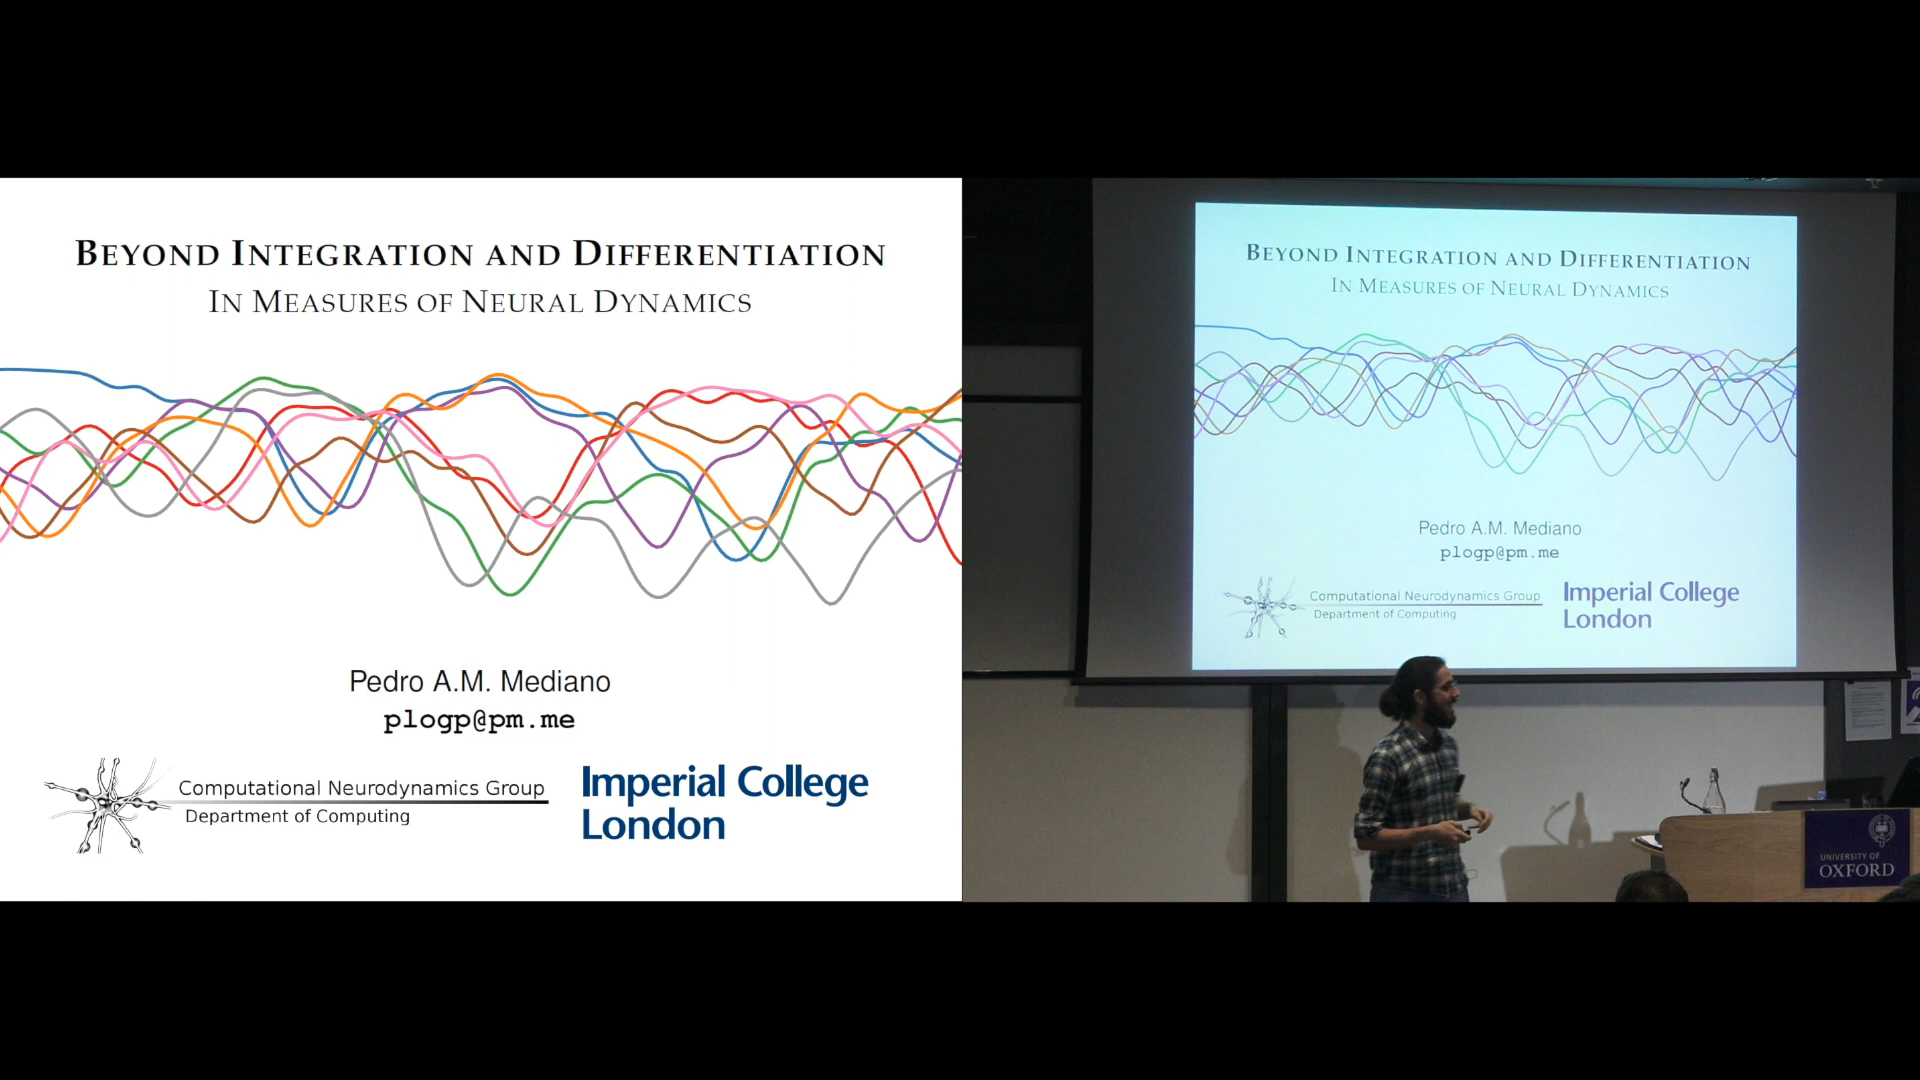 BEYOND INTEGRATION AND DIFFERENTIATION
IN MEASURES OF NEURAL DYNAMICS
Pedro A.M. Mediano
plogp@pm.me
Computational Neurodynamics Group
Department of Computing
Imperial College
London
BEYOND INTEGRATION AND DIFFERENTIATION
IN MEASURES OF NEURAL DYNAMICS
Pedro A.M. Mediano
plogp@pm.me
Computational Neurodynamics Group
Department of Computing
Imperial College
London
UNIVERSITY OF
OXFORD